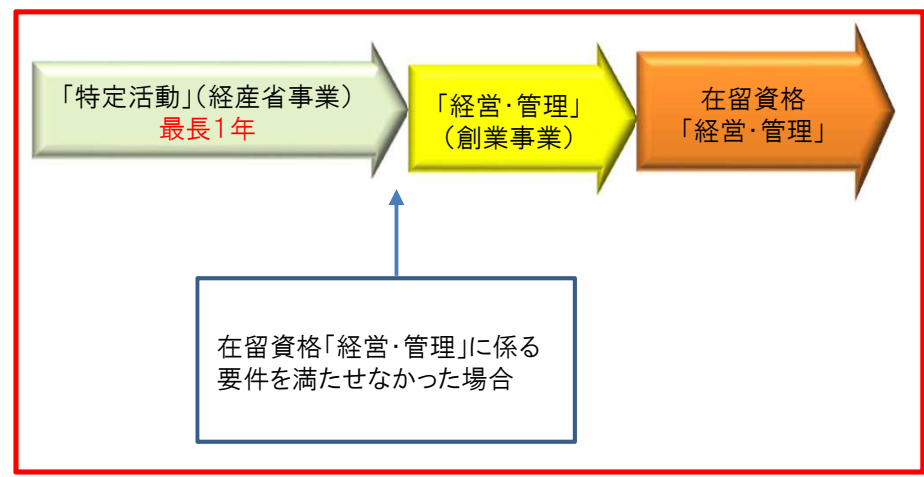 「特定活動」(経産省事業)
最長1年
「経営・管理」
(創業事業)
在留資格
「経営・管理」
在留資格「経営・管理」に係る
要件を満たせなかった場合